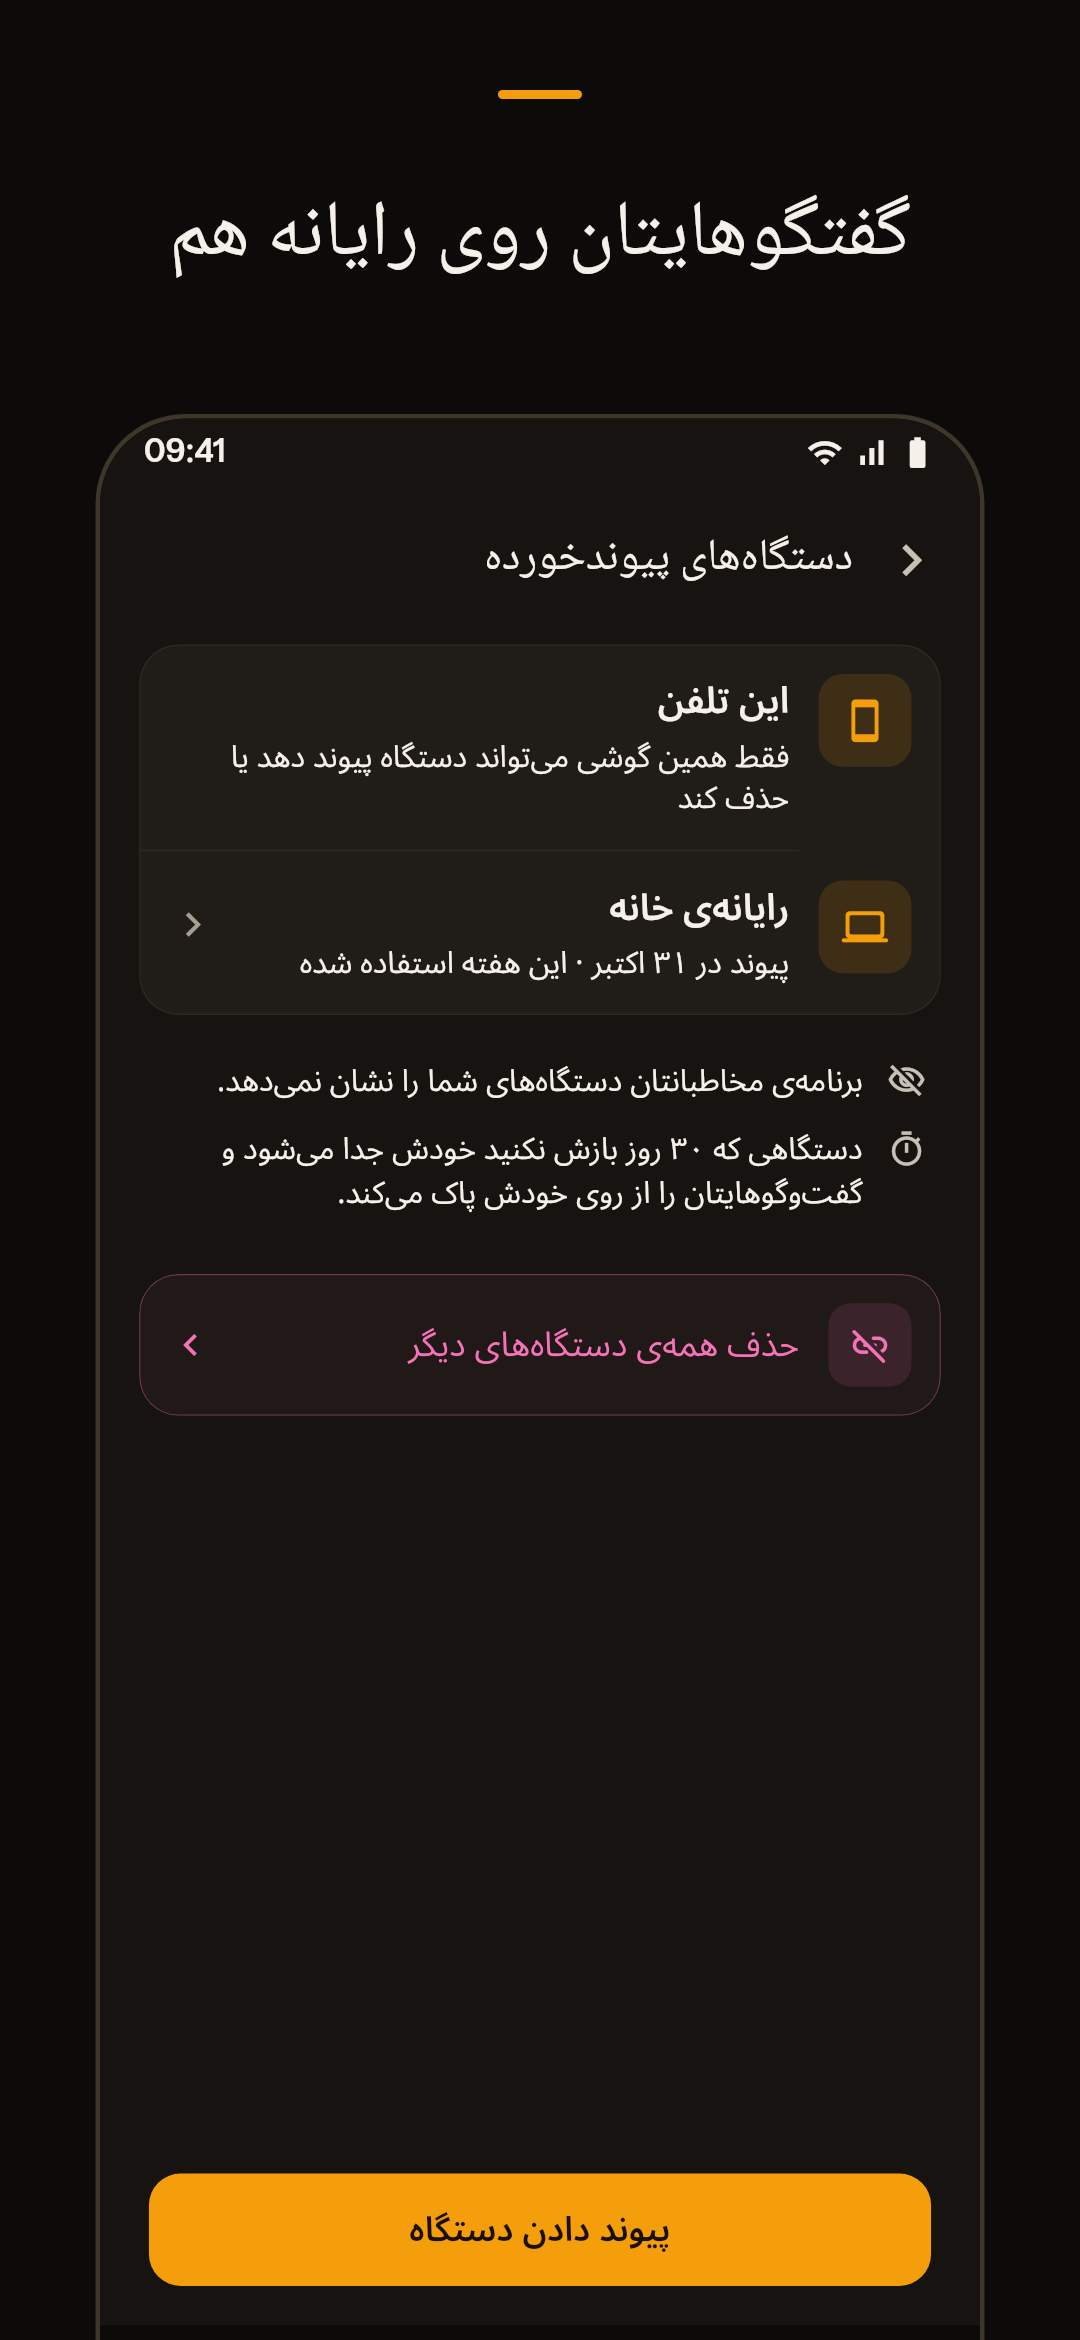 گفتگوهایتان روی رایانه هم
09:41
دستگاه‌های پیوندخورده
این تلفن
فقط همین گوشی می‌تواند دستگاه پیوند دهد یا
حذف کند
رایانه‌ی خانه
پیوند در ۳۱ اکتبر · این هفته استفاده شده
برنامه‌ی مخاطبانتان دستگاه‌های شما را نشان نمی‌دهد.
دستگاهی که ۳۰ روز بازش نکنید خودش جدا می‌شود و
گفت‌وگوهایتان را از روی خودش پاک می‌کند.
حذف همه‌ی دستگاه‌های دیگر
پیوند دادن دستگاه